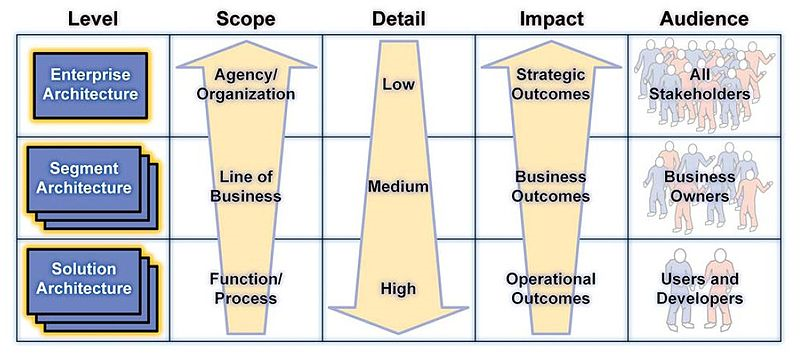 Level Scope Detail Impact Audience
Enterprise
Architecture
Agency/
Organization
Low
Strategic
Outcomes
All
Stakeholders
Segment
Architecture
Line of
Business
Medium
Business
Outcomes
Business
Owners
Solution
Architecture
Function/
Process
High
Operational
Outcomes
Users and
Developers